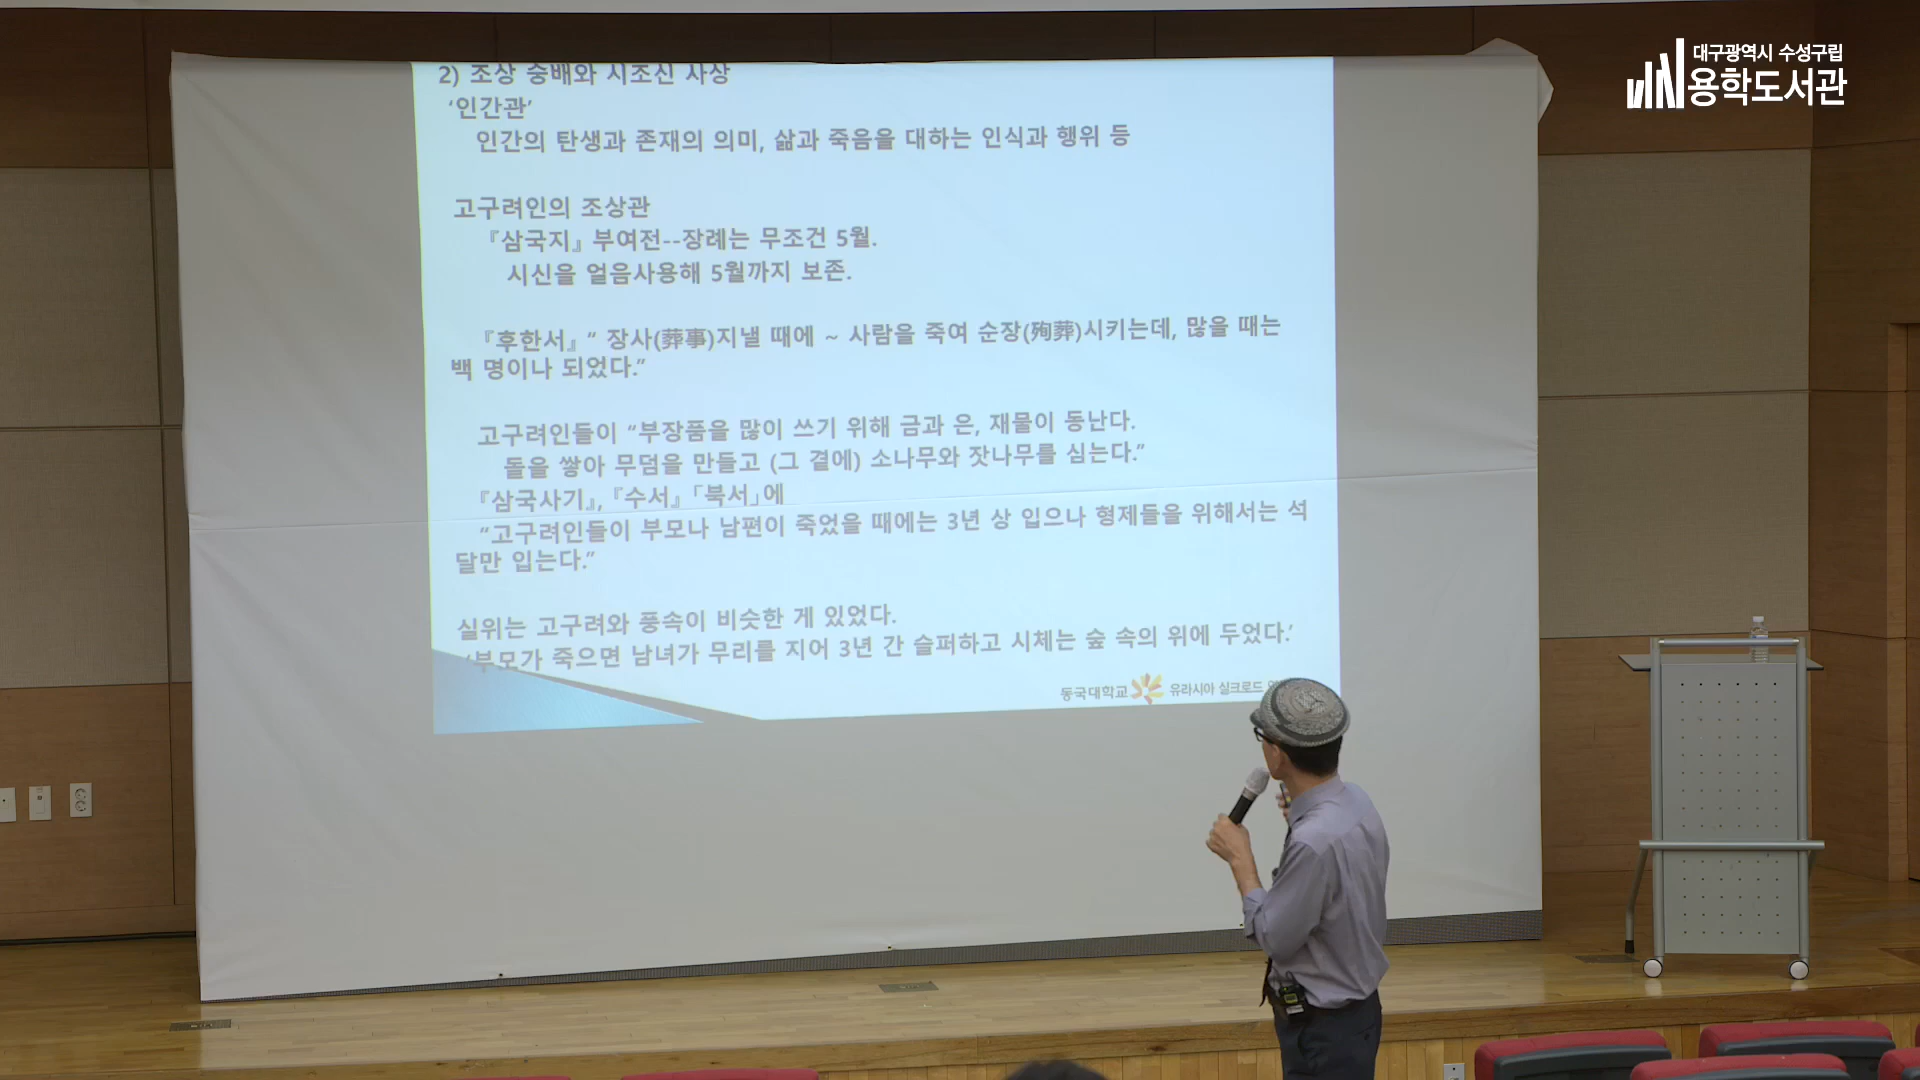 대구광역시 수성구립
용학도서관
2) 조상 숭배와 시조신 사상
‘인간관’
인간의 탄생과 존재의 의미, 삶과 죽음을 대하는 인식과 행위 등
고구려인의 조상관
『삼국지』 부여전--장례는 무조건 5월.
시신을 얼음사용해 5월까지 보존.
『후한서』 “ 장사(葬事)지낼 때에 ~ 사람을 죽여 순장(殉葬)시키는데, 많을 때는
백 명이나 되었다.”
고구려인들이 “부장품을 많이 쓰기 위해 금과 은, 재물이 동난다.
돌을 쌓아 무덤을 만들고 (그 곁에) 소나무와 잣나무를 심는다.”
『삼국사기』, 『수서』 「북서」에
“고구려인들이 부모나 남편이 죽었을 때에는 3년 상 입으나 형제들을 위해서는 석
달만 입는다.”
실위는 고구려와 풍속이 비슷한 게 있었다.
‘부모가 죽으면 남녀가 무리를 지어 3년 간 슬퍼하고 시체는 숲 속의 위에 두었다.’
동국대학교 유라시아 실크로드